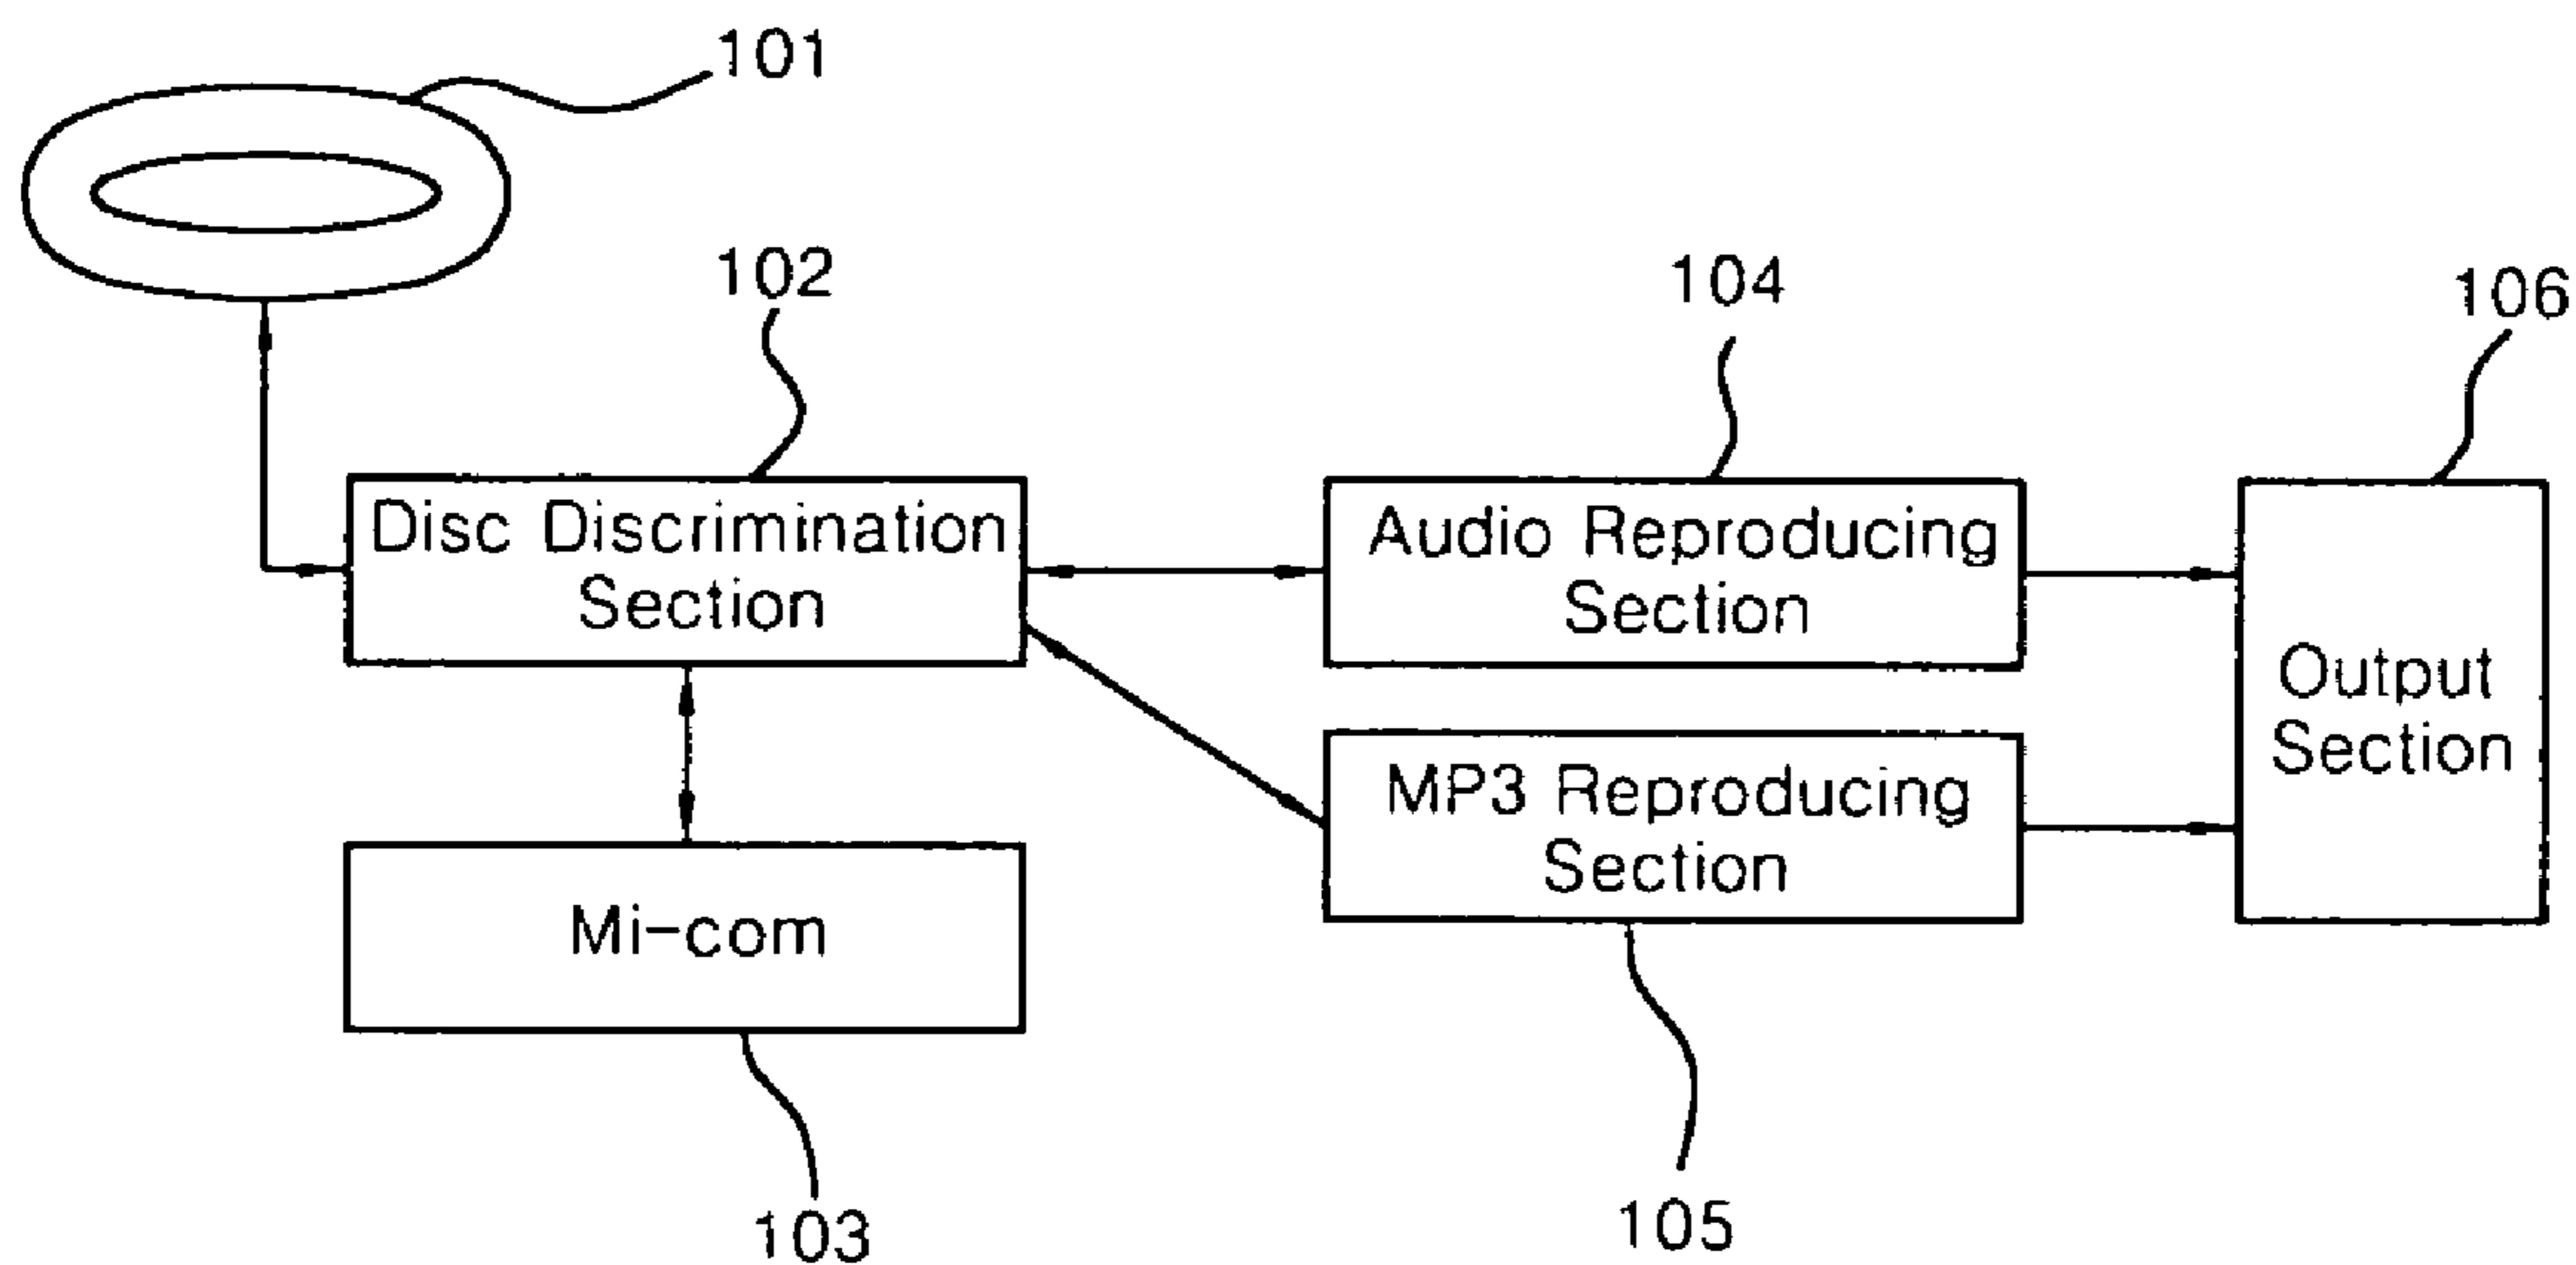 101
102
104
106
Disc Discrimination
Section
Audio Reproducing
Section
Output
Section
MP3 Reproducing
Section
Mi-com
103
105